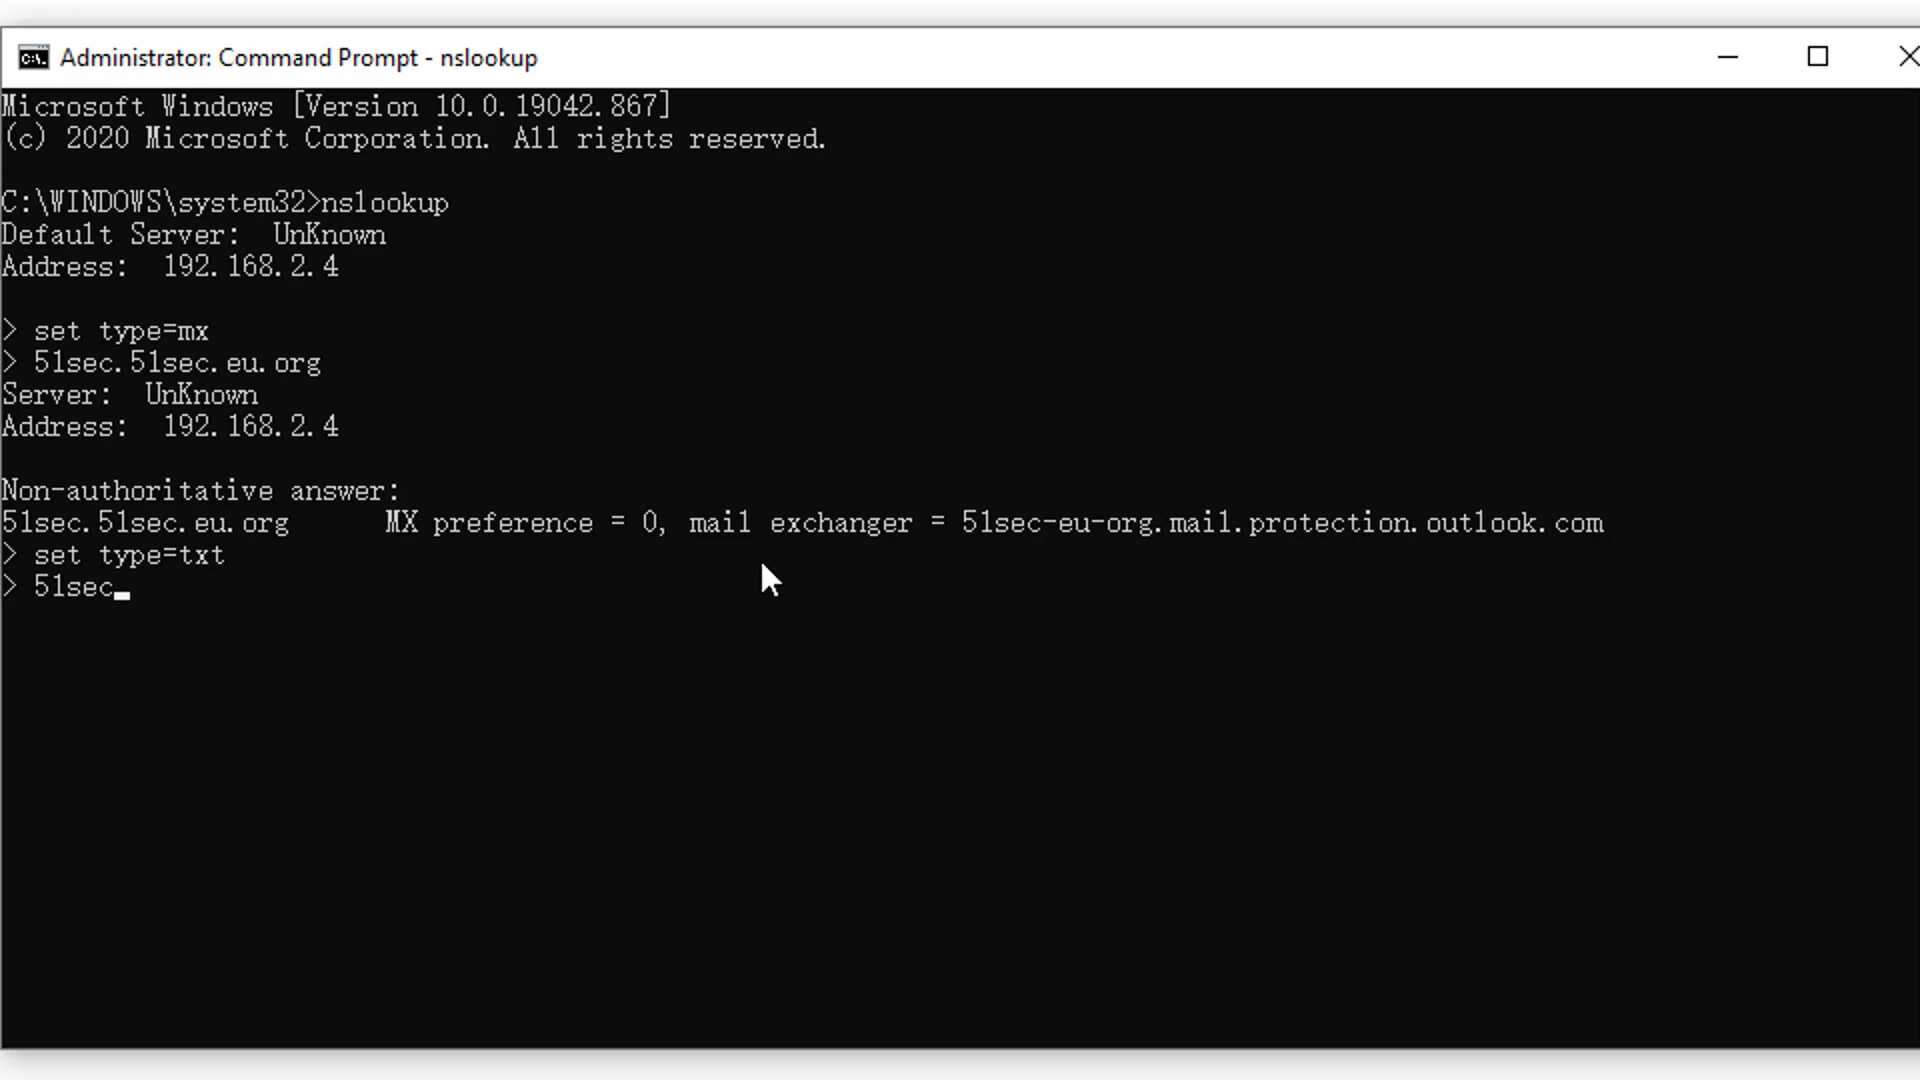 Administrator: Command Prompt - nslookup
Microsoft Windows [Version 10.0.19042.867]
(c) 2020 Microsoft Corporation. All rights reserved.
C:\WINDOWS\system32>nslookup
Default Server:  UnKnown
Address:  192.168.2.4
> set type=mx
> 51sec.51sec.eu.org
Server:  UnKnown
Address:  192.168.2.4
Non-authoritative answer:
51sec.51sec.eu.org      MX preference = 0, mail exchanger = 51sec-eu-org.mail.protection.outlook.com
> set type=txt
> 51sec